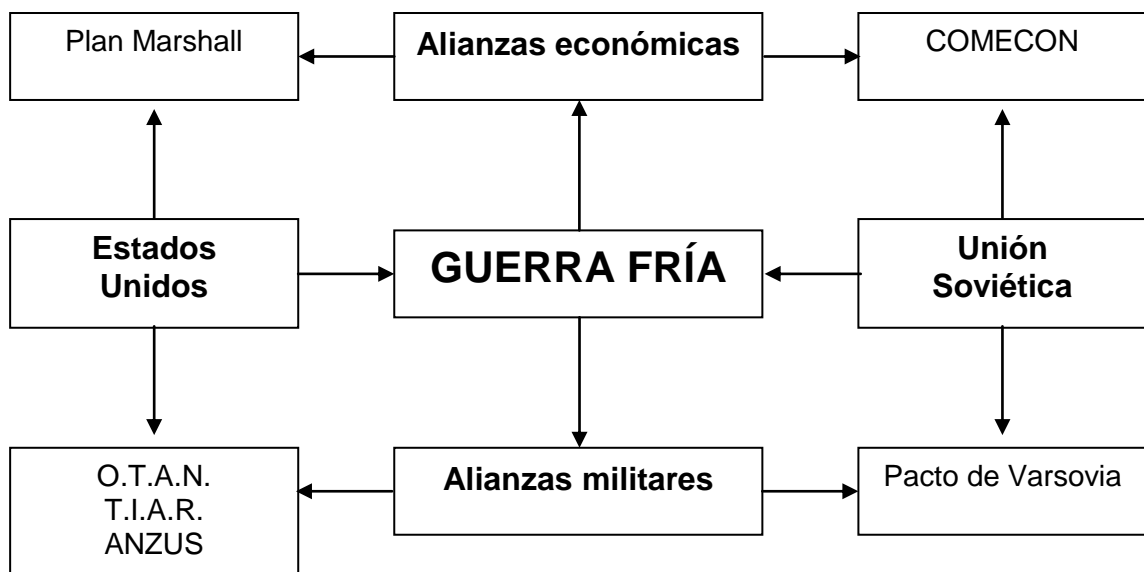 Plan Marshall
Alianzas económicas
COMECON
Estados
Unidos
GUERRA FRÍA
Unión
Soviética
O.T.A.N.
T.I.A.R.
ANZUS
Alianzas militares
Pacto de Varsovia